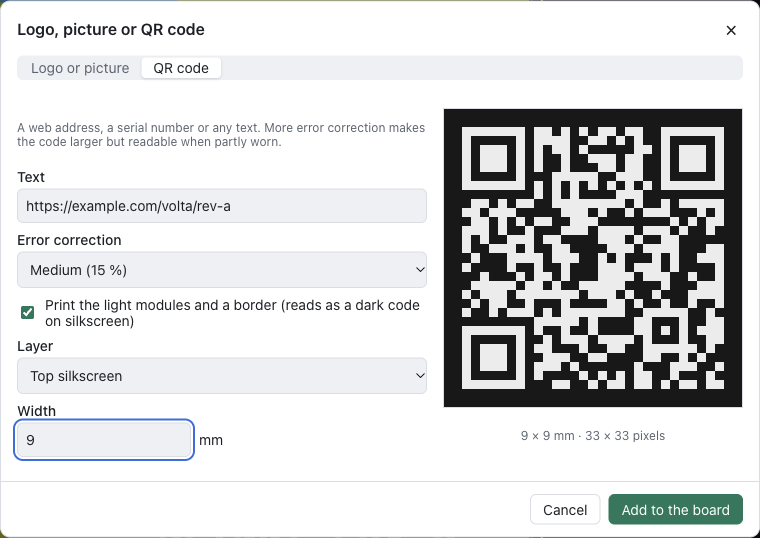 Logo, picture or QR code
Logo or picture
QR code
A web address, a serial number or any text. More error correction makes
the code larger but readable when partly worn.
Text
https://example.com/volta/rev-a
Error correction
Medium (15 %)
Print the light modules and a border (reads as a dark code
on silkscreen)
Layer
Top silkscreen
Width
9
mm
9 × 9 mm · 33 × 33 pixels
Cancel
Add to the board